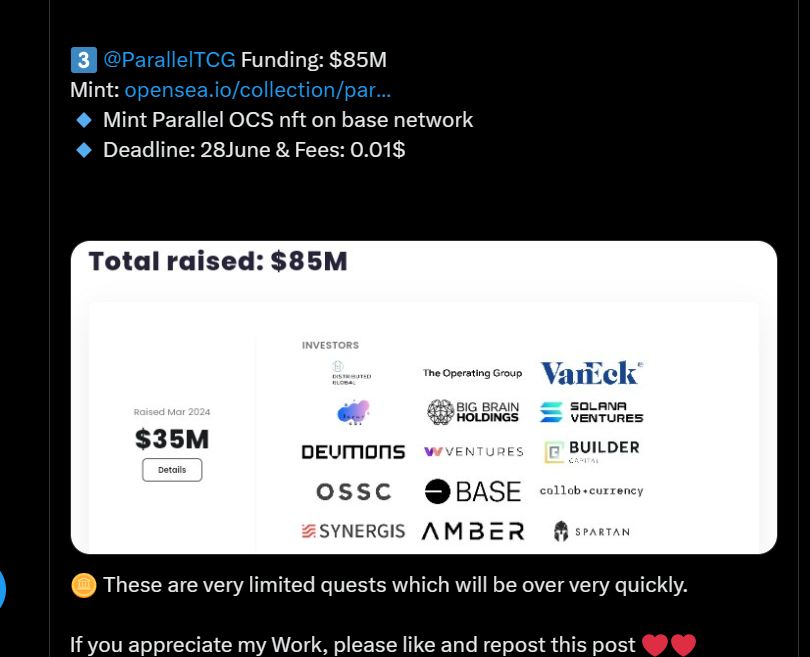 3 @ParallelTCG Funding: $85M
Mint: opensea.io/collection/par...
Mint Parallel OCS nft on base network
Deadline: 28June & Fees: 0.01$
Total raised: $85M
INVESTORS
Raised Mar 2024
$35M
Details
DISTRIBUTED GLOBAL
The Operating Group
VanEck
BIG BRAIN HOLDINGS
SOLANA VENTURES
DEVMONS
VENTURES
BUILDER CAPITAL
OSSC
BASE
collab+currency
SYNERGIS
AMBER
SPARTAN
These are very limited quests which will be over very quickly.
If you appreciate my Work, please like and repost this post